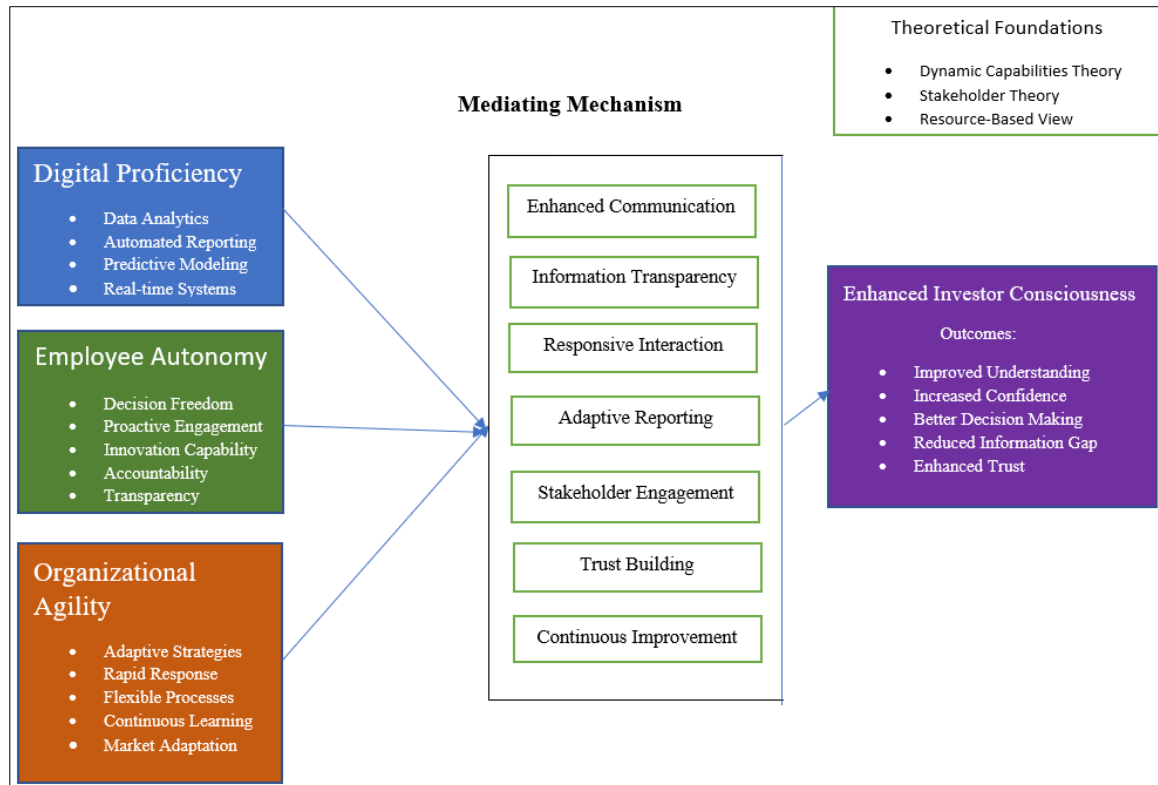 Theoretical Foundations
Dynamic Capabilities Theory
Stakeholder Theory
Resource-Based View
Mediating Mechanism
Digital Proficiency
Data Analytics
Automated Reporting
Predictive Modeling
Real-time Systems
Employee Autonomy
Decision Freedom
Proactive Engagement
Innovation Capability
Accountability
Transparency
Organizational
Agility
Adaptive Strategies
Rapid Response
Flexible Processes
Continuous Learning
Market Adaptation
Enhanced Communication
Information Transparency
Responsive Interaction
Adaptive Reporting
Stakeholder Engagement
Trust Building
Continuous Improvement
Enhanced Investor Consciousness
Outcomes:
Improved Understanding
Increased Confidence
Better Decision Making
Reduced Information Gap
Enhanced Trust